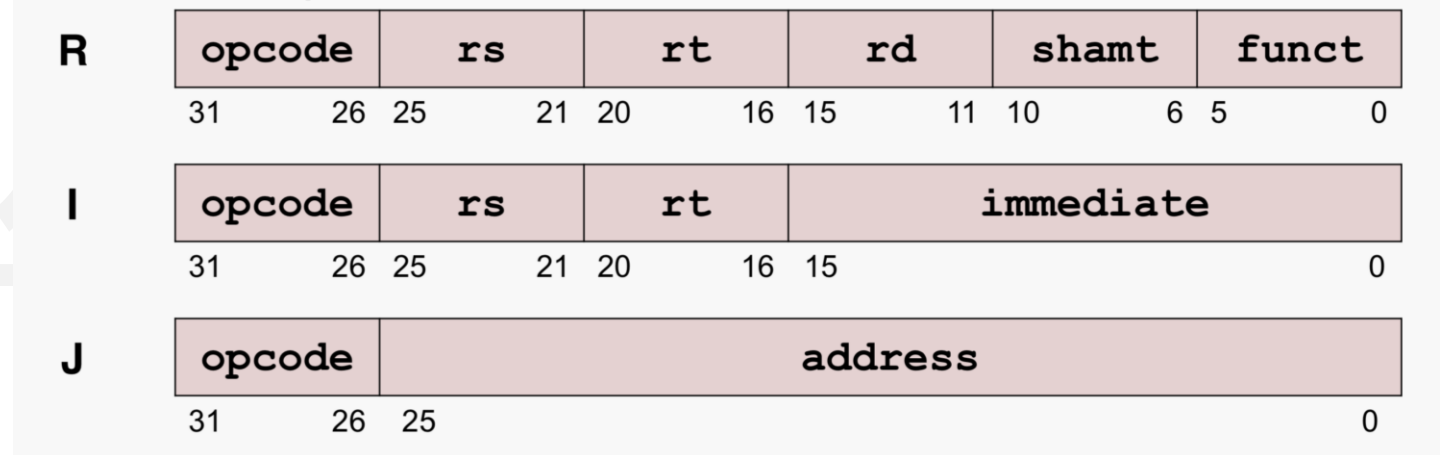 R opcode rs rt rd shamt funct
31 26 25 21 20 16 15 11 10 6 5 0
I opcode rs rt immediate
31 26 25 21 20 16 15 0
J opcode address
31 26 25 0